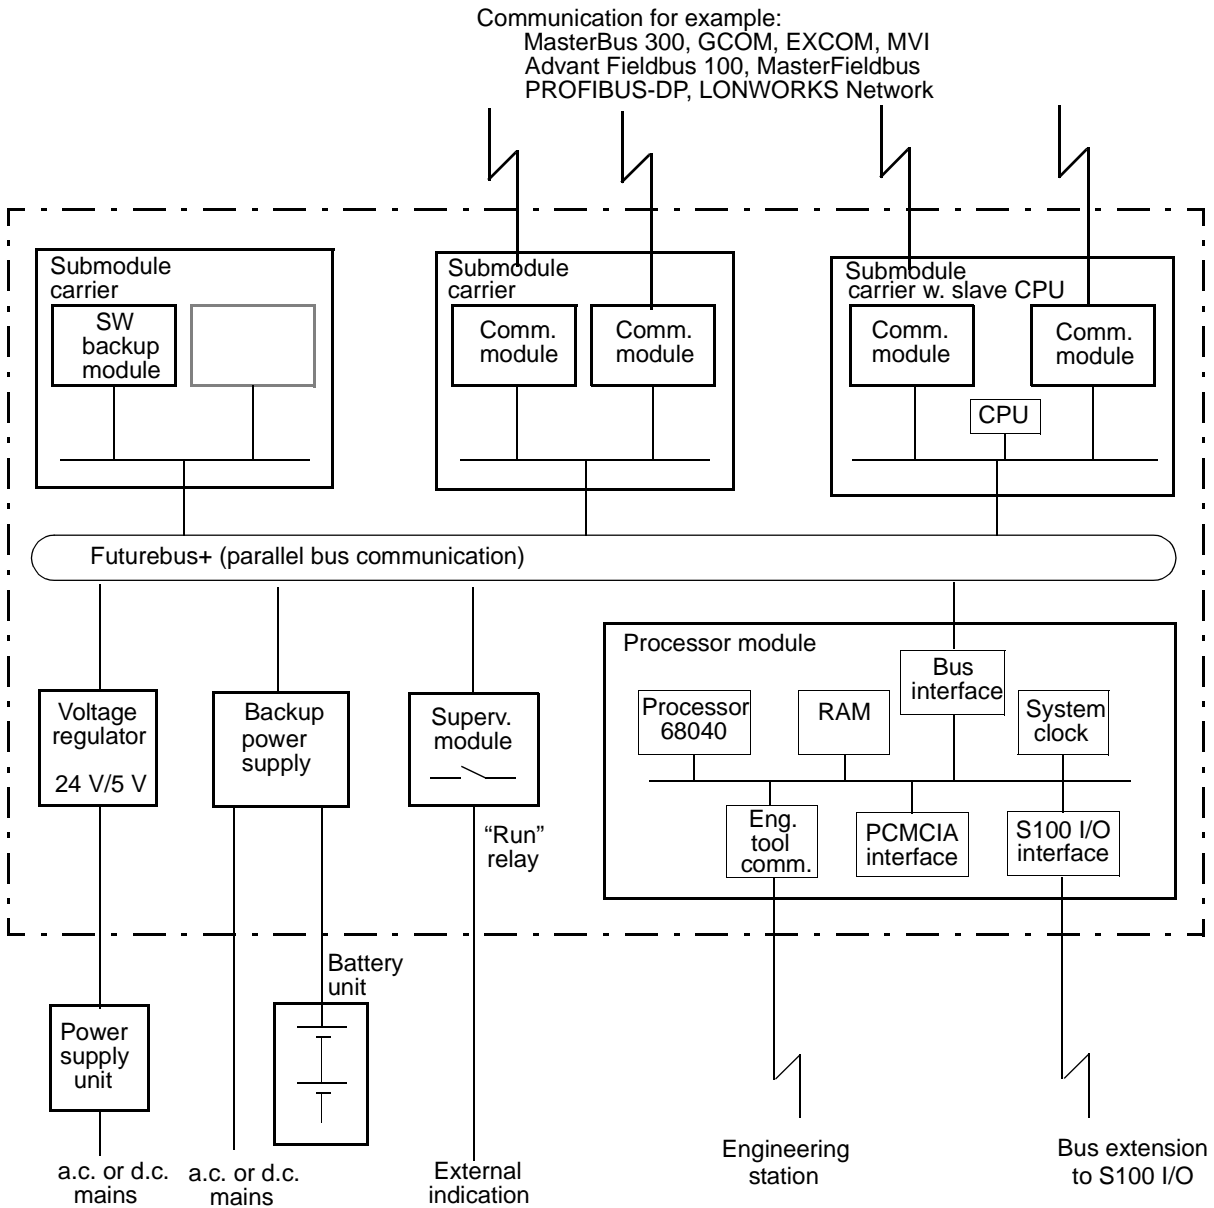 Communication for example:
MasterBus 300, GCOM, EXCOM, MVI
Advant Fieldbus 100, MasterFieldbus
PROFIBUS-DP, LONWORKS Network
Submodule
carrier
SW
backup
module
Submodule
carrier
Comm.
module
Comm.
module
Submodule
carrier w. slave CPU
Comm.
module
Comm.
module
CPU
Futurebus+ (parallel bus communication)
Voltage
regulator
24 V/5 V
Backup
power
supply
Superv.
module
“Run”
relay
Processor module
Processor
68040
RAM
Bus
interface
System
clock
Eng.
tool
comm.
PCMCIA
interface
S100 I/O
interface
Battery
unit
Power
supply
unit
a.c. or d.c.
mains
a.c. or d.c.
mains
External
indication
Engineering
station
Bus extension
to S100 I/O